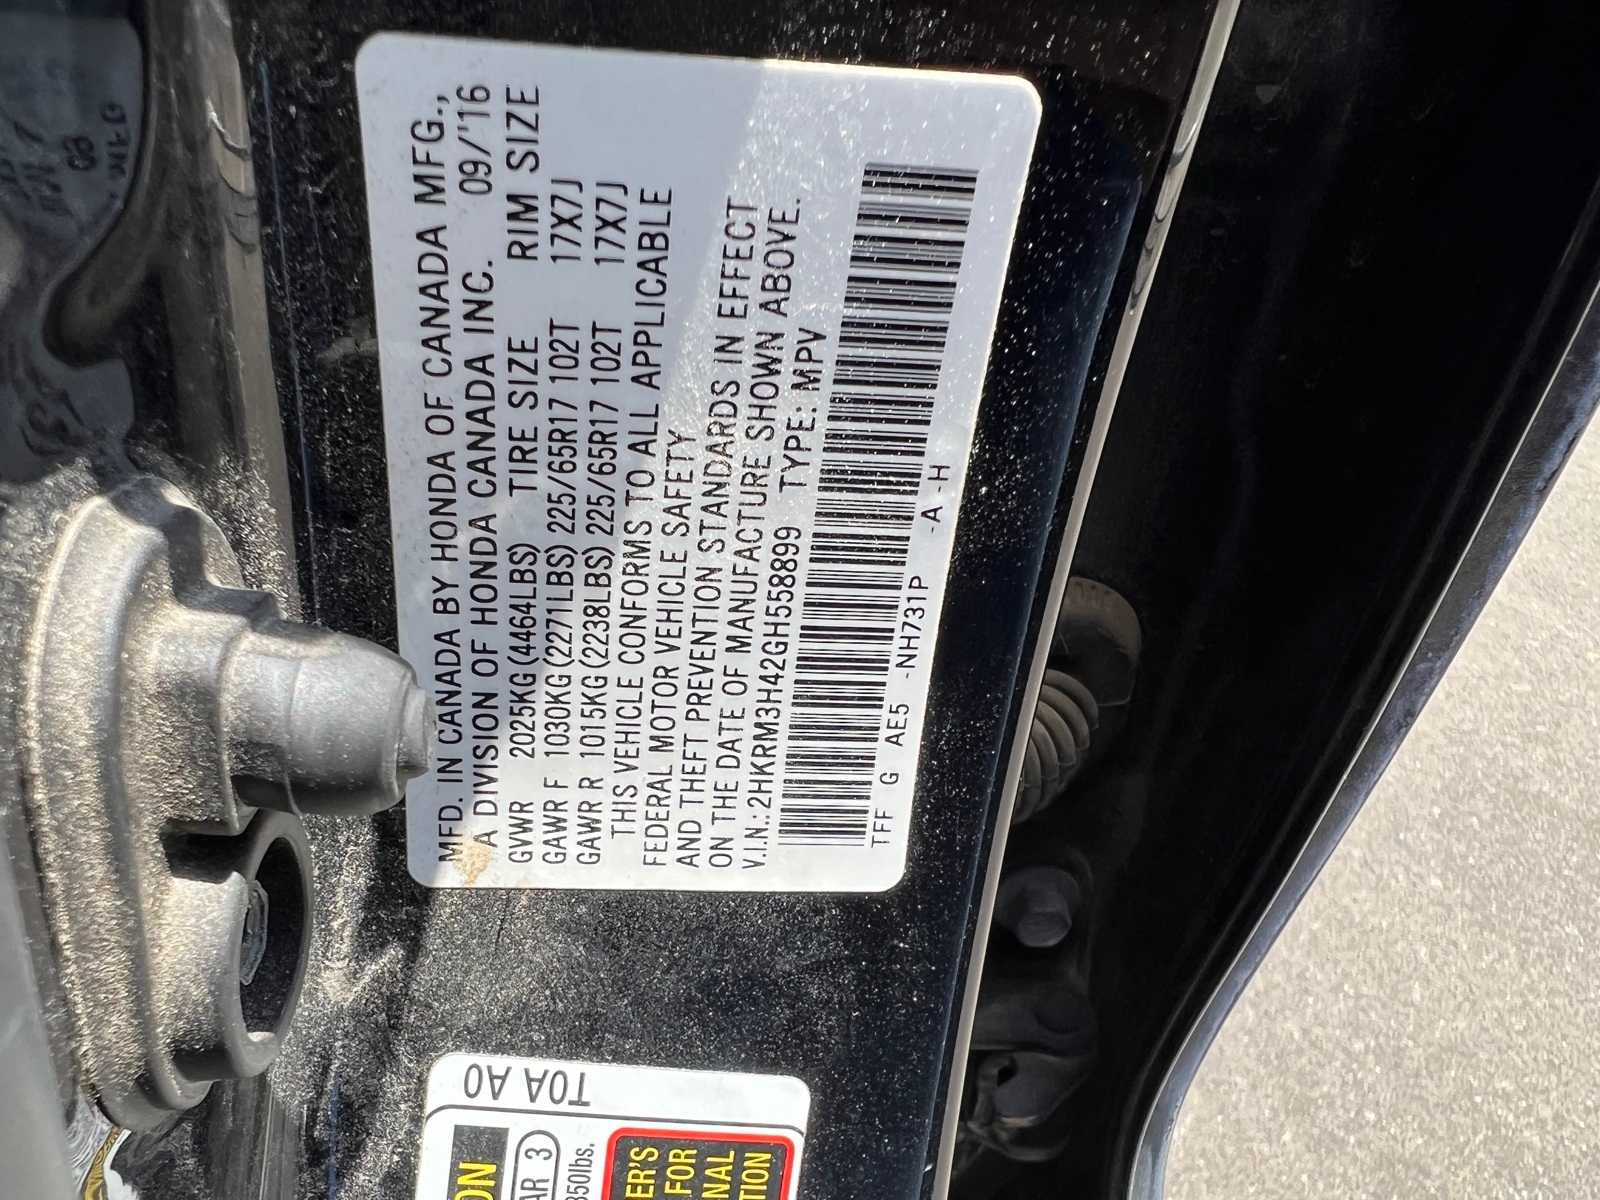 MFD. IN CANADA BY HONDA OF CANADA MFG.,
A DIVISION OF HONDA CANADA INC. 09/'16
GVWR 2025KG(4464LBS) TIRE SIZE RIM SIZE
GAWR F 1030KG(2271LBS) 225/65R17 102T 17X7J
GAWR R 1015KG(2238LBS) 225/65R17 102T 17X7J
THIS VEHICLE CONFORMS TO ALL APPLICABLE
FEDERAL MOTOR VEHICLE SAFETY
AND THEFT PREVENTION STANDARDS IN EFFECT
ON THE DATE OF MANUFACTURE SHOWN ABOVE.
V.I.N.: 2HKRM3H42GH558899 TYPE: MPV
TFF G AE5 -NH731P -A-H
T0A A0
AR 3
350lbs.